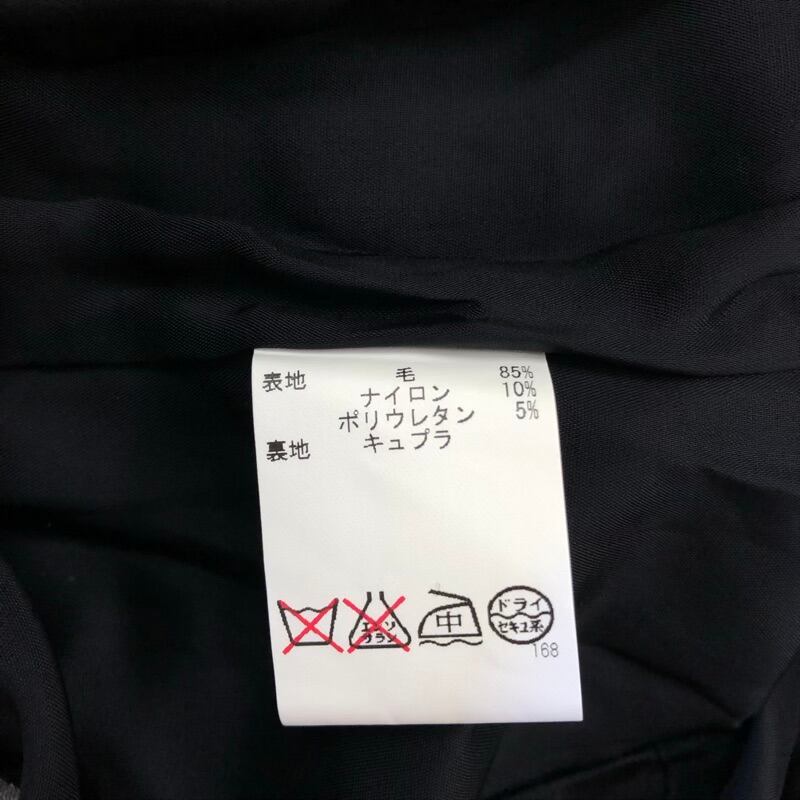 表地 毛 85%
ナイロン 10%
ポリウレタン 5%
裏地 キュプラ
エンソ
サラシ 中 ドライ
セキユ系
168